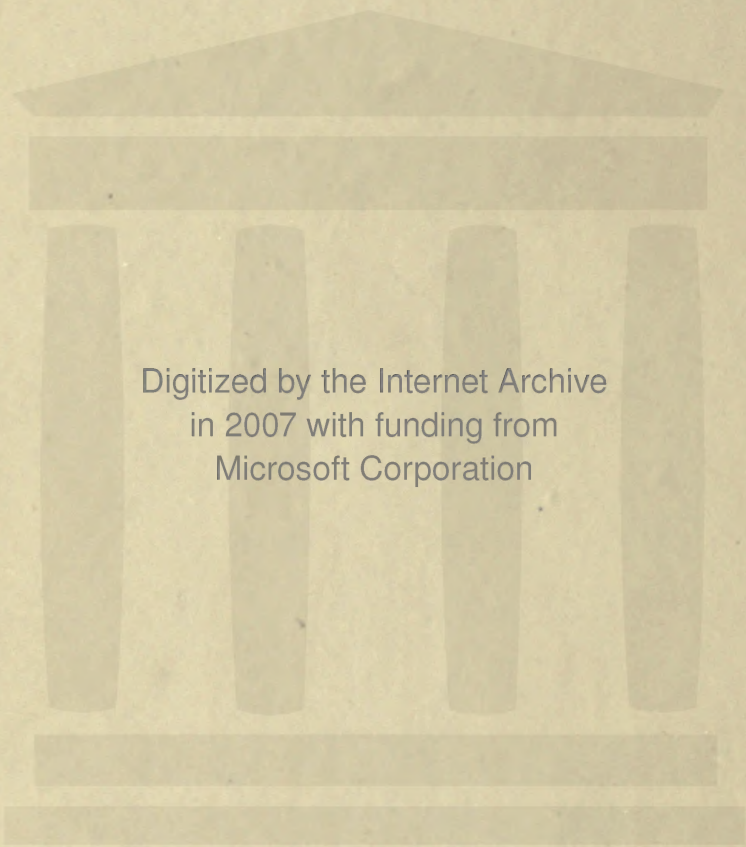 Digitized by the Internet Archive
in 2007 with funding from
Microsoft Corporation